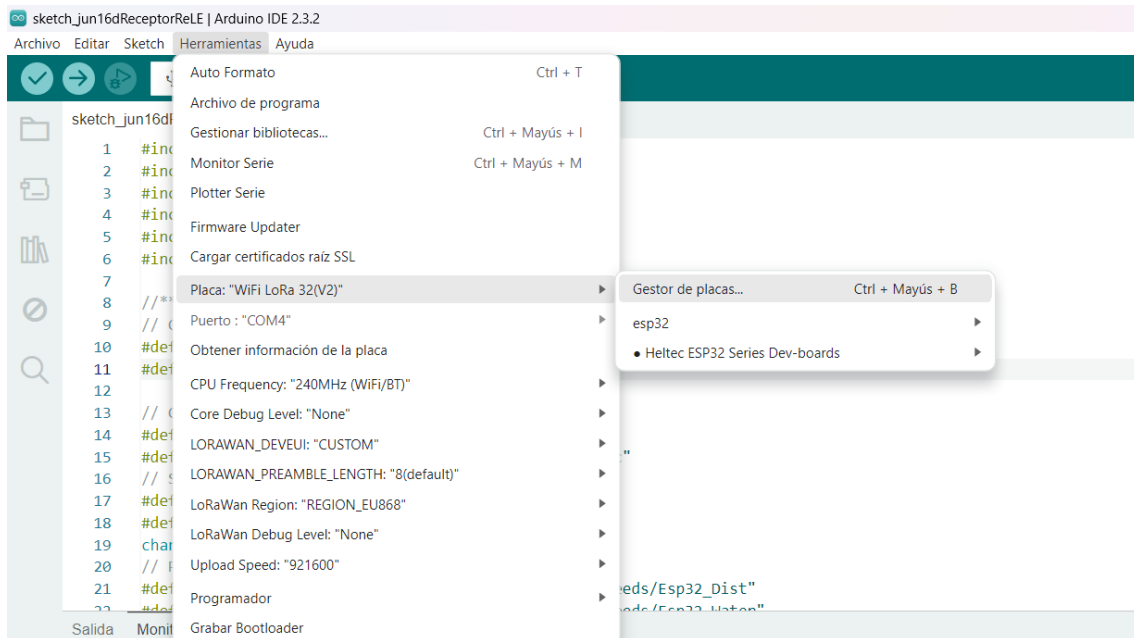 sketch_jun16dReceptorReLE | Arduino IDE 2.3.2
Archivo Editar Sketch Herramientas Ayuda
Auto Formato Ctrl + T
Archivo de programa
Gestionar bibliotecas... Ctrl + Mayús + I
Monitor Serie Ctrl + Mayús + M
Plotter Serie
Firmware Updater
Cargar certificados raíz SSL
Placa: "WiFi LoRa 32(V2)"
Puerto : "COM4"
Obtener información de la placa
CPU Frequency: "240MHz (WiFi/BT)"
Core Debug Level: "None"
LORAWAN_DEVEUI: "CUSTOM"
LORAWAN_PREAMBLE_LENGTH: "8(default)"
LoRaWan Region: "REGION_EU868"
LoRaWan Debug Level: "None"
Upload Speed: "921600"
Programador
Grabar Bootloader
Gestor de placas... Ctrl + Mayús + B
esp32
● Heltec ESP32 Series Dev-boards
sketch_jun16d
1 #inc
2 #inc
3 #inc
4 #inc
5 #inc
6 #inc
7
8 //**
9 //
10 #def
11 #def
12
13 //
14 #def
15 #def "
16 //
17 #def
18 #def
19 char
20 //
21 #def eeds/Esp32_Dist"
22 #def eeds/Esp32_Water"
Salida Monit